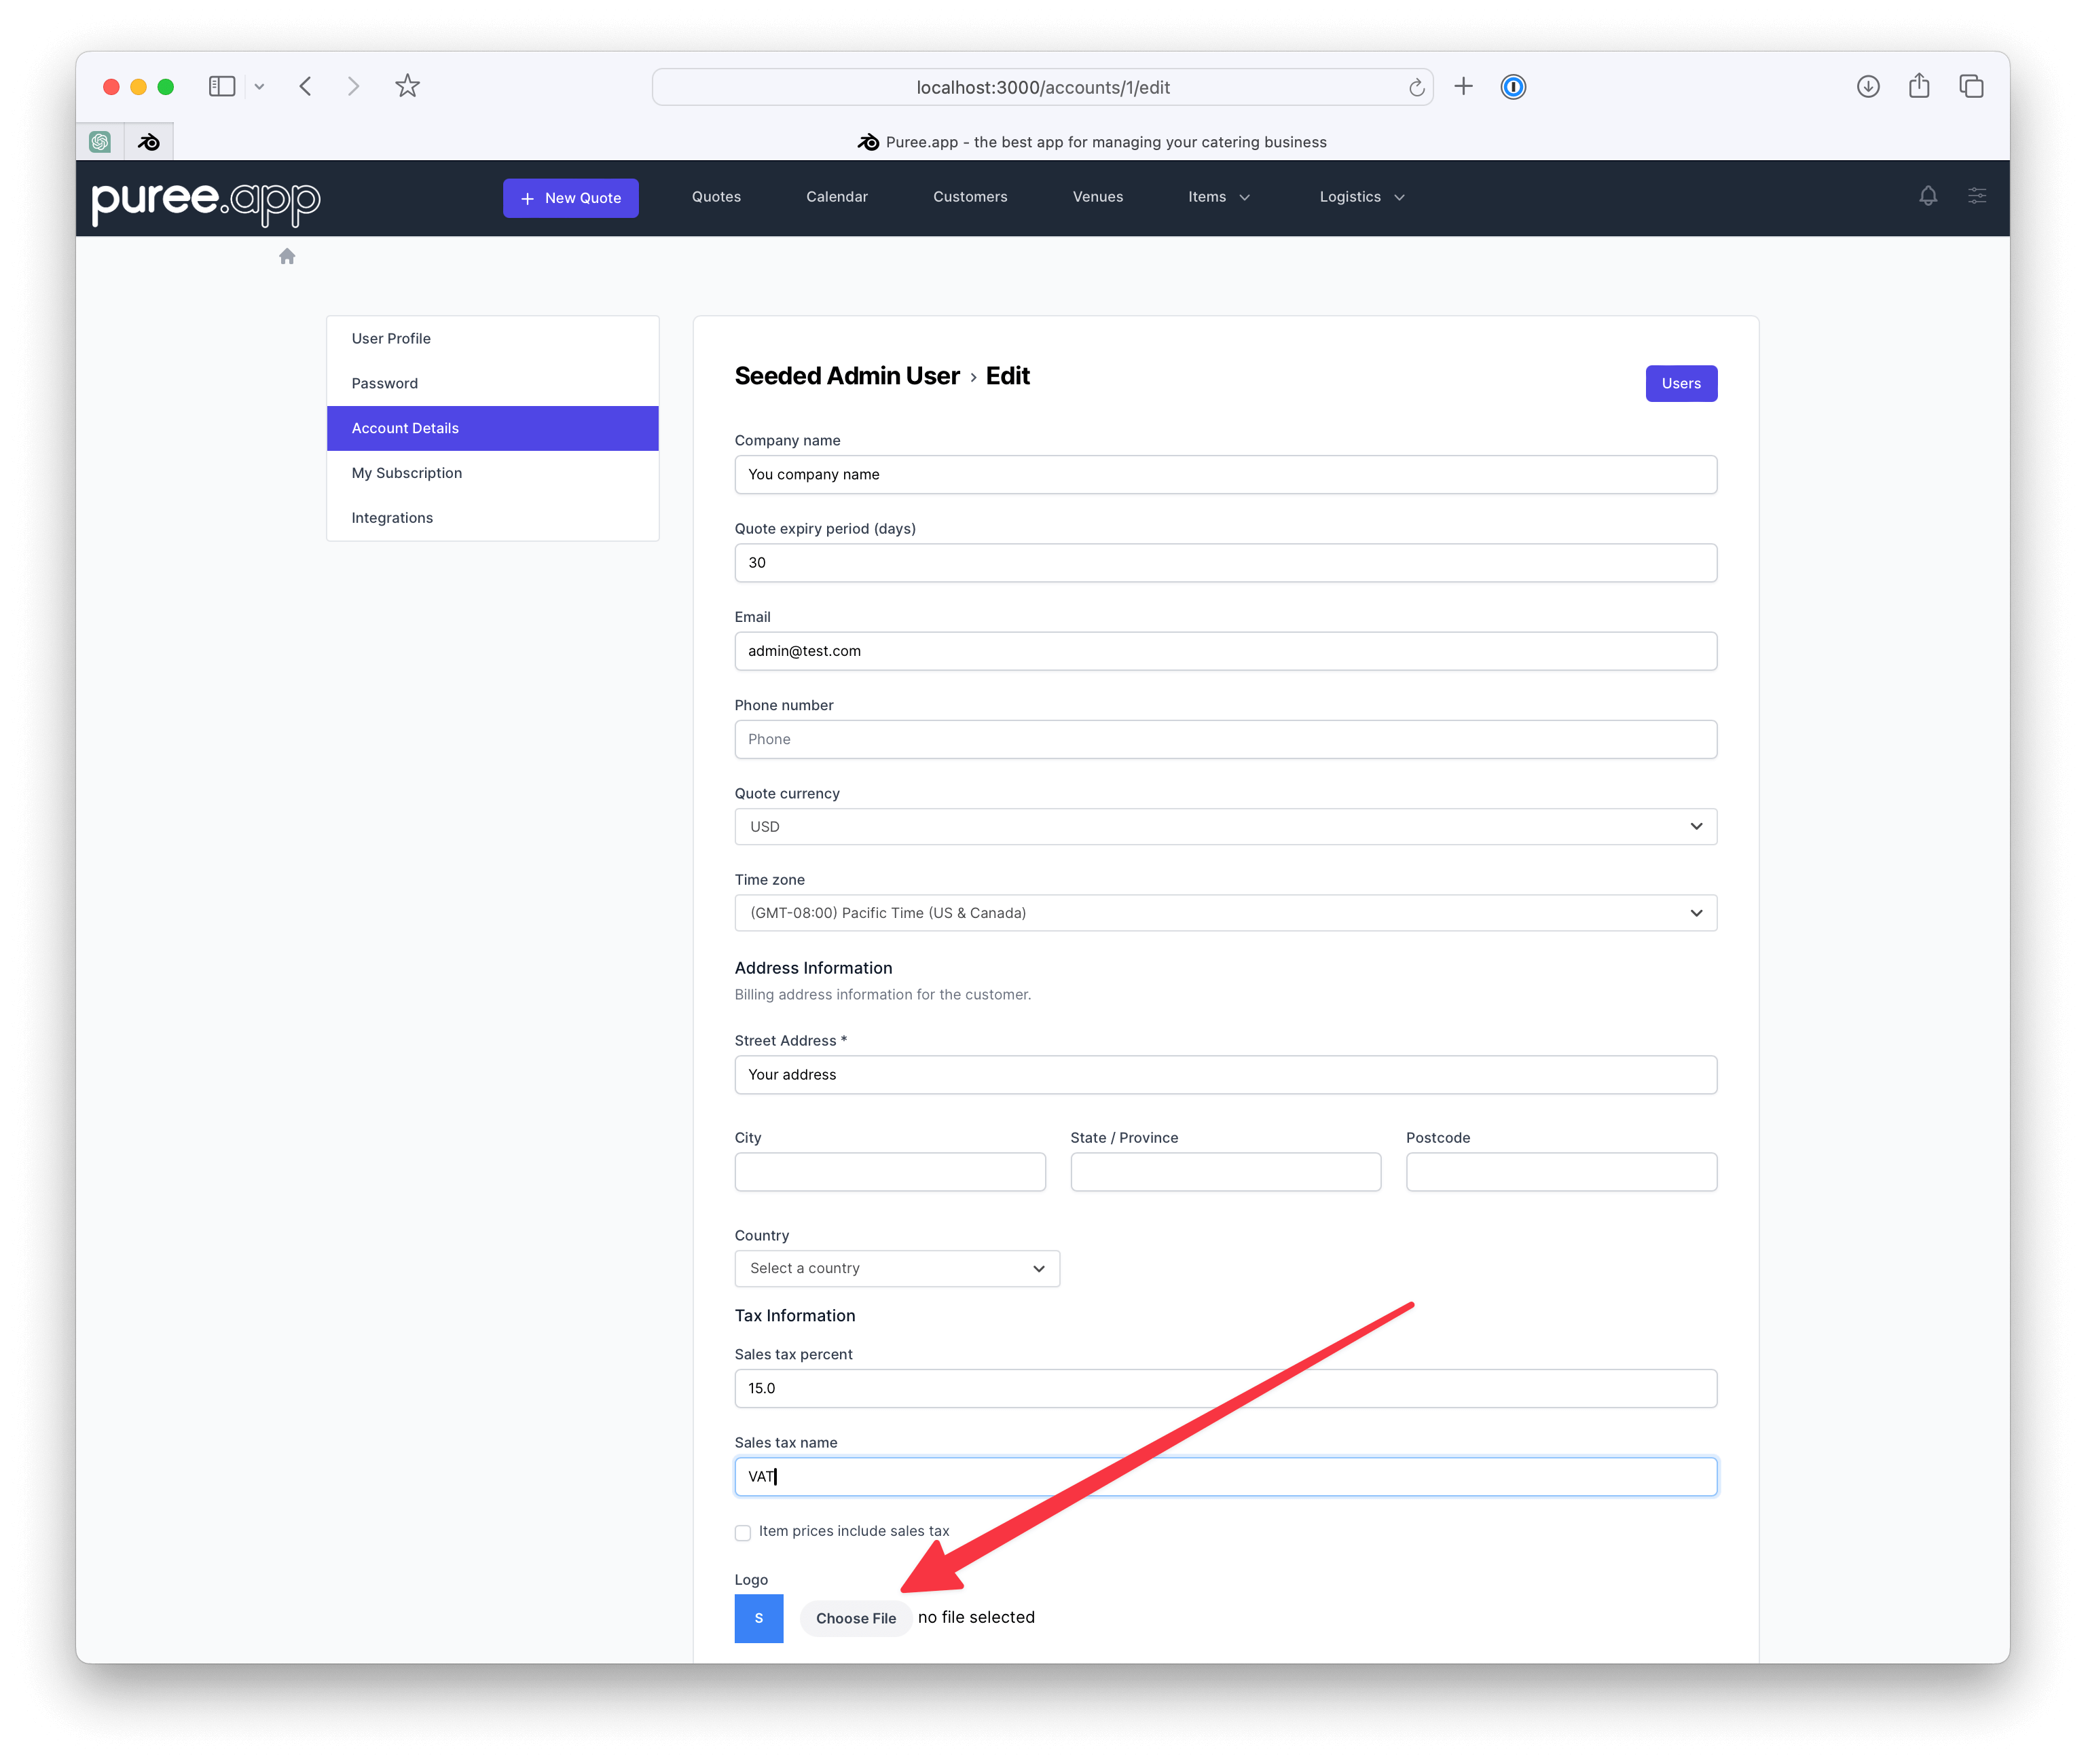 localhost:3000/accounts/1/edit
Puree.app - the best app for managing your catering business
puree.app
New Quote
Quotes
Calendar
Customers
Venues
Items
Logistics
User Profile
Password
Account Details
My Subscription
Integrations
Seeded Admin User › Edit
Users
Company name
You company name
Quote expiry period (days)
30
Email
admin@test.com
Phone number
Phone
Quote currency
USD
Time zone
(GMT-08:00) Pacific Time (US & Canada)
Address Information
Billing address information for the customer.
Street Address *
Your address
City
State / Province
Postcode
Country
Select a country
Tax Information
Sales tax percent
15.0
Sales tax name
VAT
Item prices include sales tax
Logo
S
Choose File
no file selected